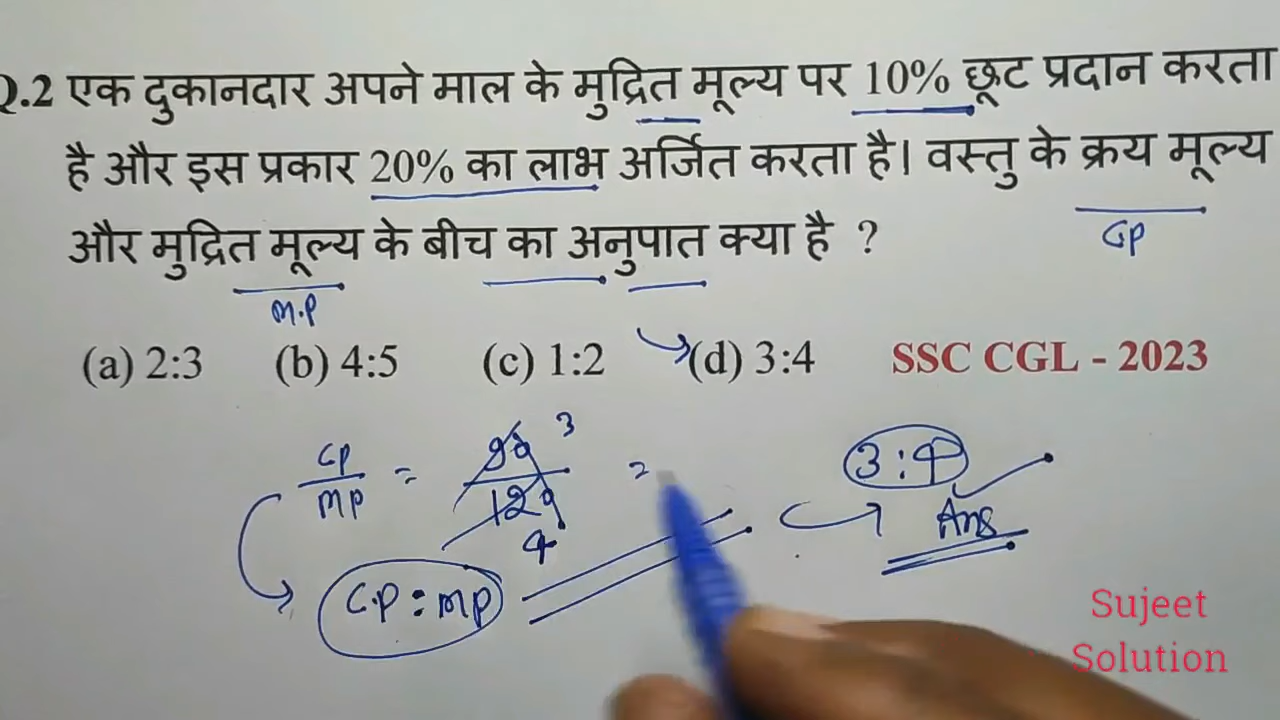 Q.2 एक दुकानदार अपने माल के मुद्रित मूल्य पर 10% छूट प्रदान करता
है और इस प्रकार 20% का लाभ अर्जित करता है। वस्तु के क्रय मूल्य
और मुद्रित मूल्य के बीच का अनुपात क्या है ?
CP
M.P
(a) 2:3 (b) 4:5 (c) 1:2 (d) 3:4 SSC CGL - 2023
CP/MP = 90/120 3 4 =
3:4
Ans
C.P : MP
Sujeet
Solution